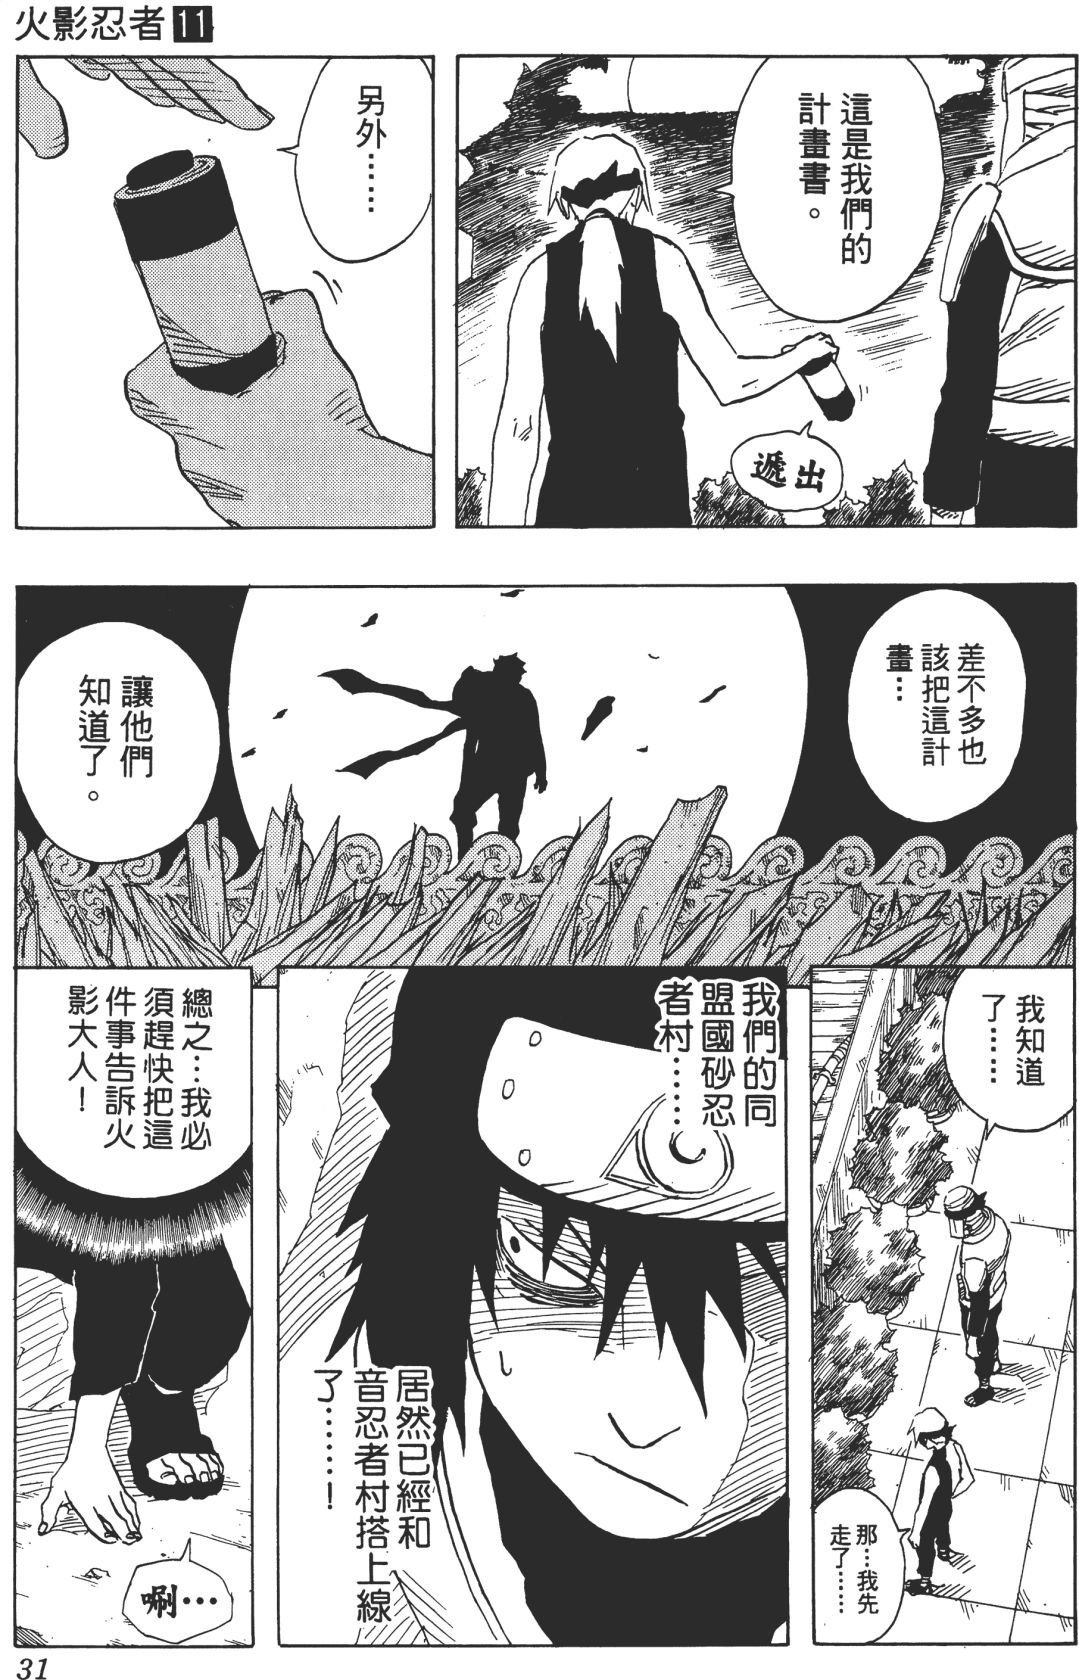 火影忍者11
這是我們的
計畫書。
遞出
另外……
差不多也
該把這計
畫…
讓他們
知道了。
我知道
了……
那…我先
走了……
我們的同
盟國砂忍
者村……
居然已經和
音忍者村搭上線
了……！
總之…我必
須趕快把這
件事告訴火
影大人！
唰…
31